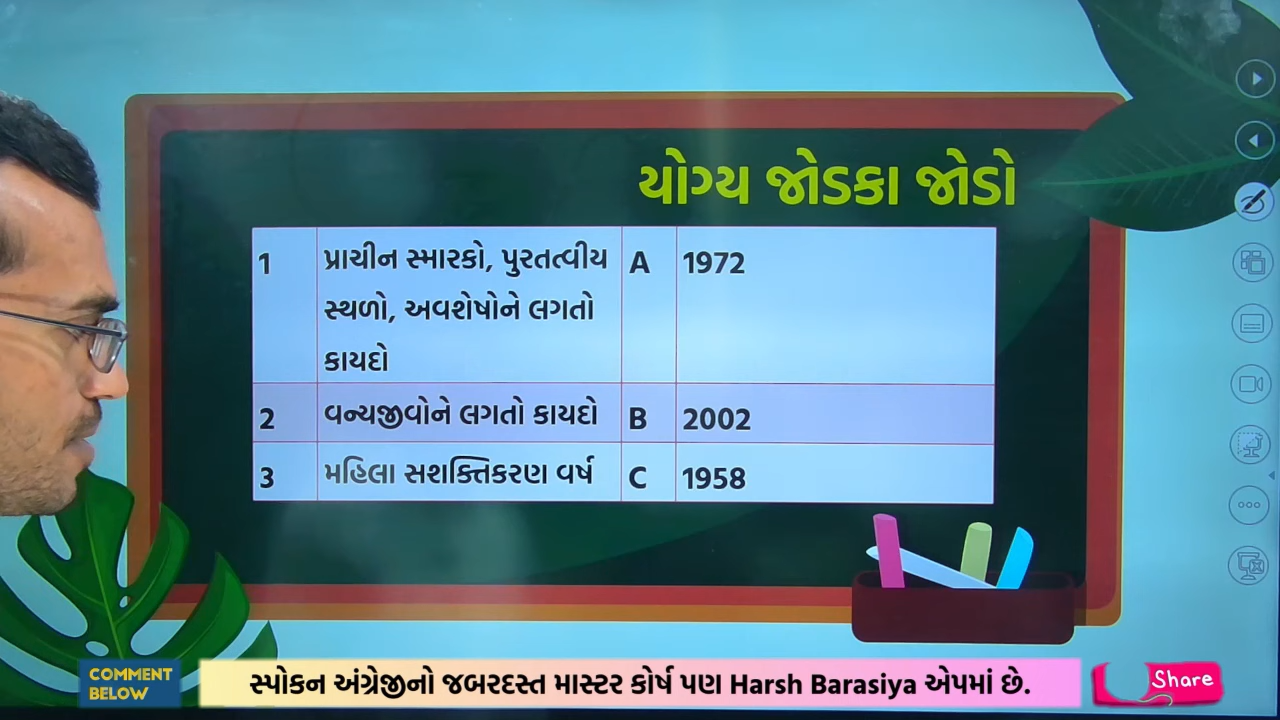 યોગ્ય જોડકા જોડો
1 પ્રાચીન સ્મારકો, પુરતત્વીય A 1972
સ્થળો, અવશેષોને લગતો
કાયદો
2 વન્યજીવોને લગતો કાયદો B 2002
3 મહિલા સશક્તિકરણ વર્ષ C 1958
COMMENT
BELOW
સ્પોકન અંગ્રેજીનો જબરદસ્ત માસ્ટર કોર્ષ પણ Harsh Barasiya એપમાં છે.
Share